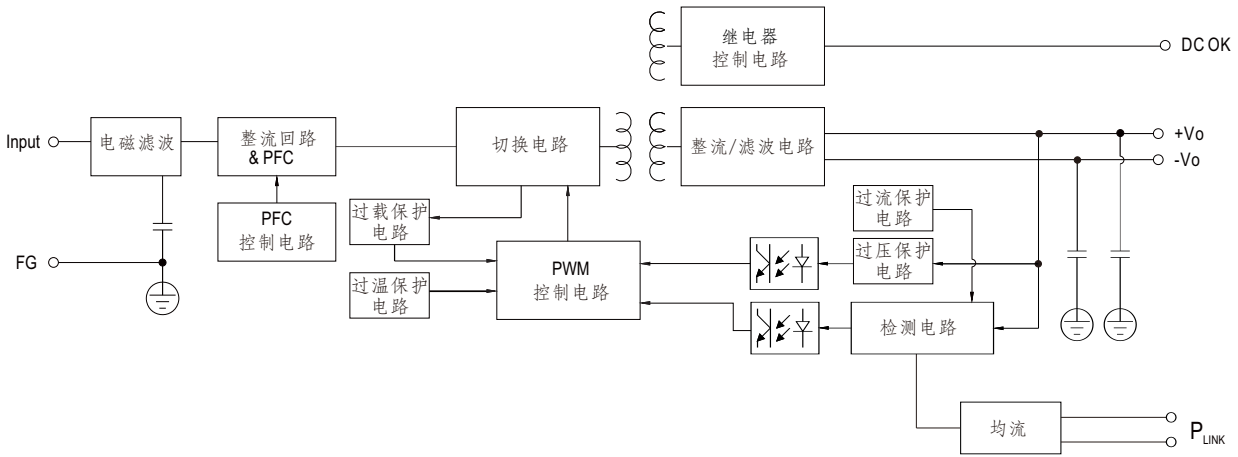 继电器
控制电路
DC OK
Input
电磁滤波
整流回路
& PFC
切换电路
整流/滤波电路
+Vo
-Vo
PFC
控制电路
过载保护
电路
过流保护
电路
FG
PWM
控制电路
过压保护
电路
过温保护
电路
检测电路
均流
PLINK